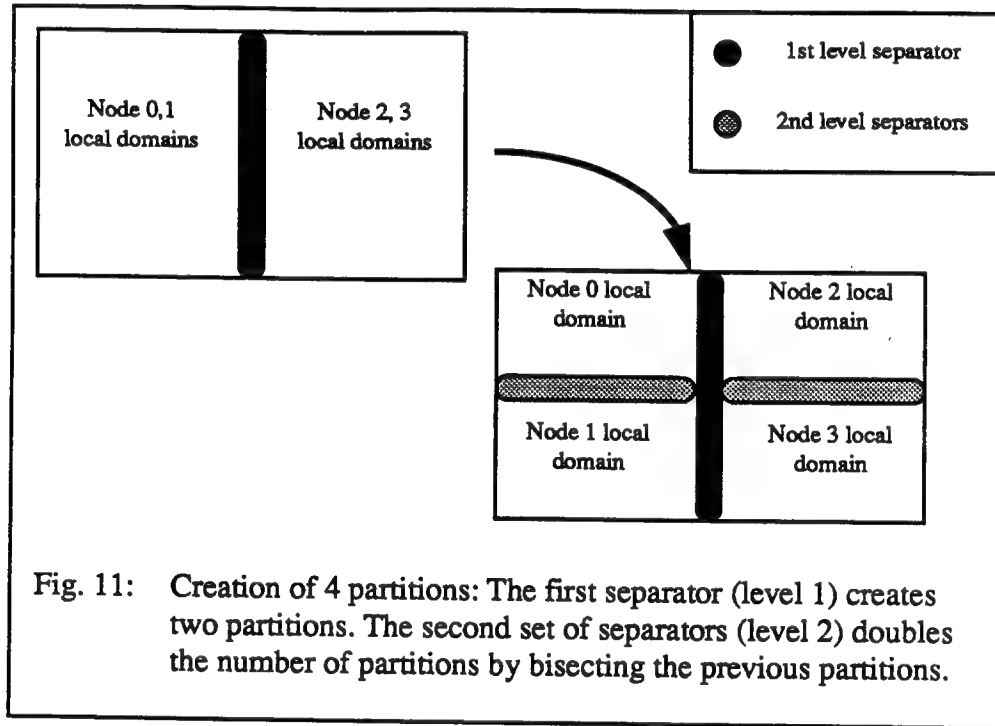 Node 0,1
local domains
Node 2, 3
local domains
1st level separator
2nd level separators
Node 0 local
domain
Node 2 local
domain
Node 1 local
domain
Node 3 local
domain
Fig. 11: Creation of 4 partitions: The first separator (level 1) creates
two partitions. The second set of separators (level 2) doubles
the number of partitions by bisecting the previous partitions.